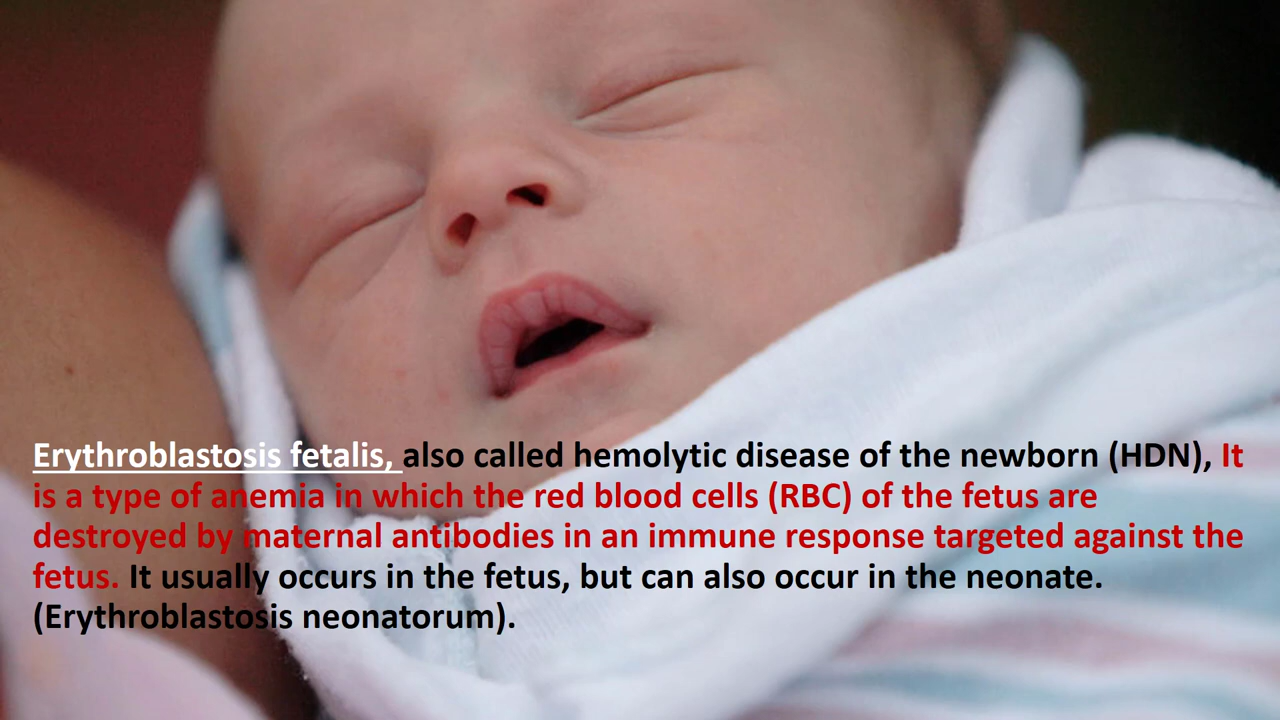 Erythroblastosis fetalis, also called hemolytic disease of the newborn (HDN), It
is a type of anemia in which the red blood cells (RBC) of the fetus are
destroyed by maternal antibodies in an immune response targeted against the
fetus. It usually occurs in the fetus, but can also occur in the neonate.
(Erythroblastosis neonatorum).